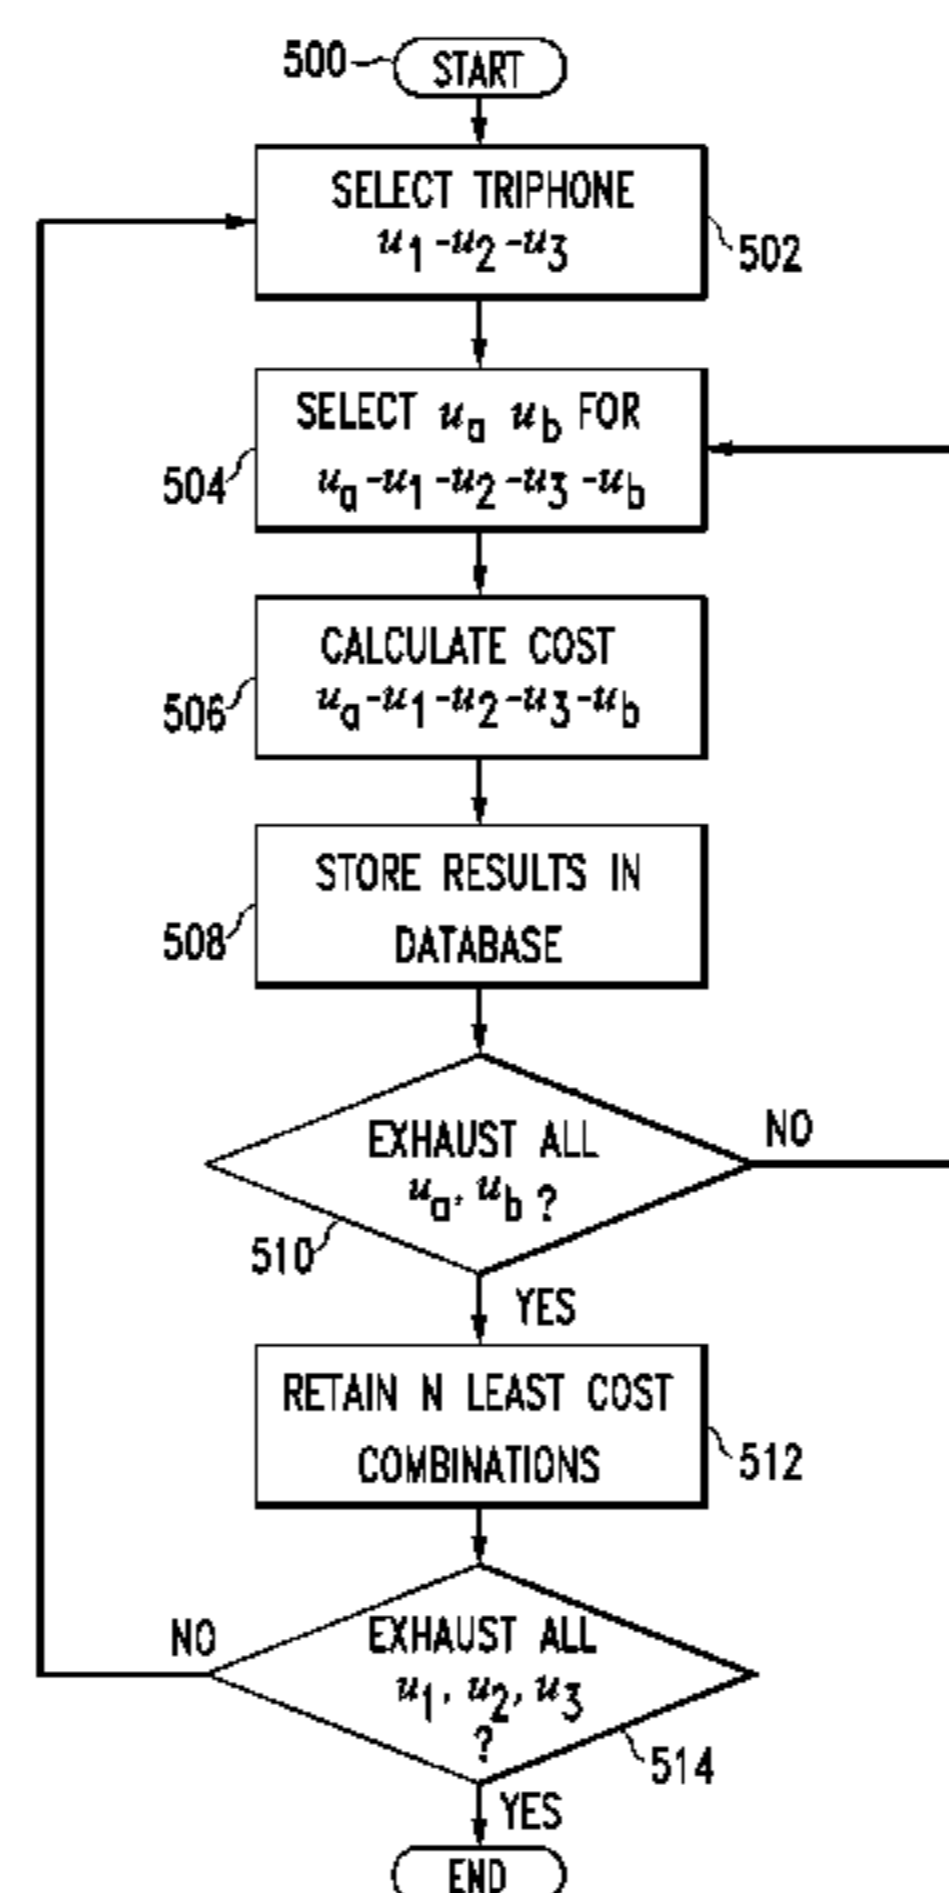 500
START
SELECT TRIPHONE
u1-u2-u3
502
SELECT ua ub FOR
ua-u1-u2-u3-ub
504
CALCULATE COST
ua-u1-u2-u3-ub
506
STORE RESULTS IN
DATABASE
508
EXHAUST ALL
ua, ub?
NO
510
YES
RETAIN N LEAST COST
COMBINATIONS
512
NO
EXHAUST ALL
u1, u2, u3
?
514
YES
END